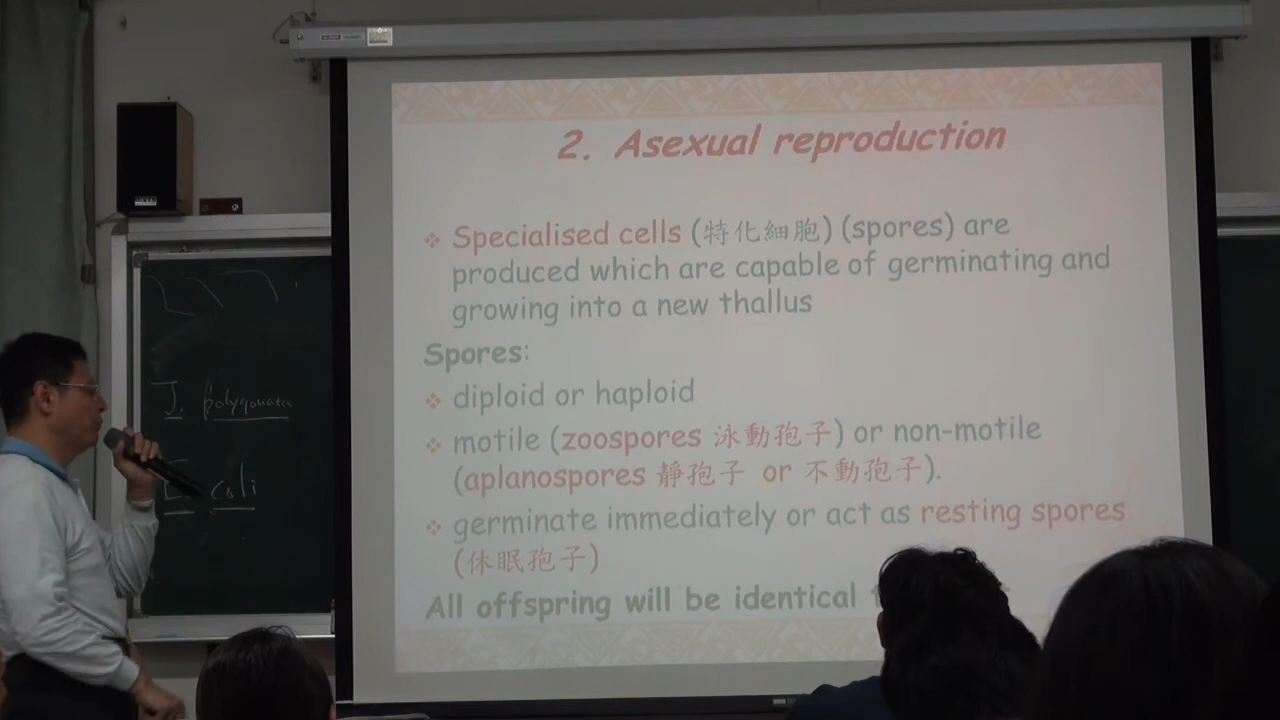 2. Asexual reproduction
Specialised cells (特化細胞) (spores) are
produced which are capable of germinating and
growing into a new thallus
Spores:
diploid or haploid
motile (zoospores 泳動孢子) or non-motile
(aplanospores 靜孢子 or 不動孢子).
germinate immediately or act as resting spores
(休眠孢子)
All offspring will be identical
J. polygonata
E coli